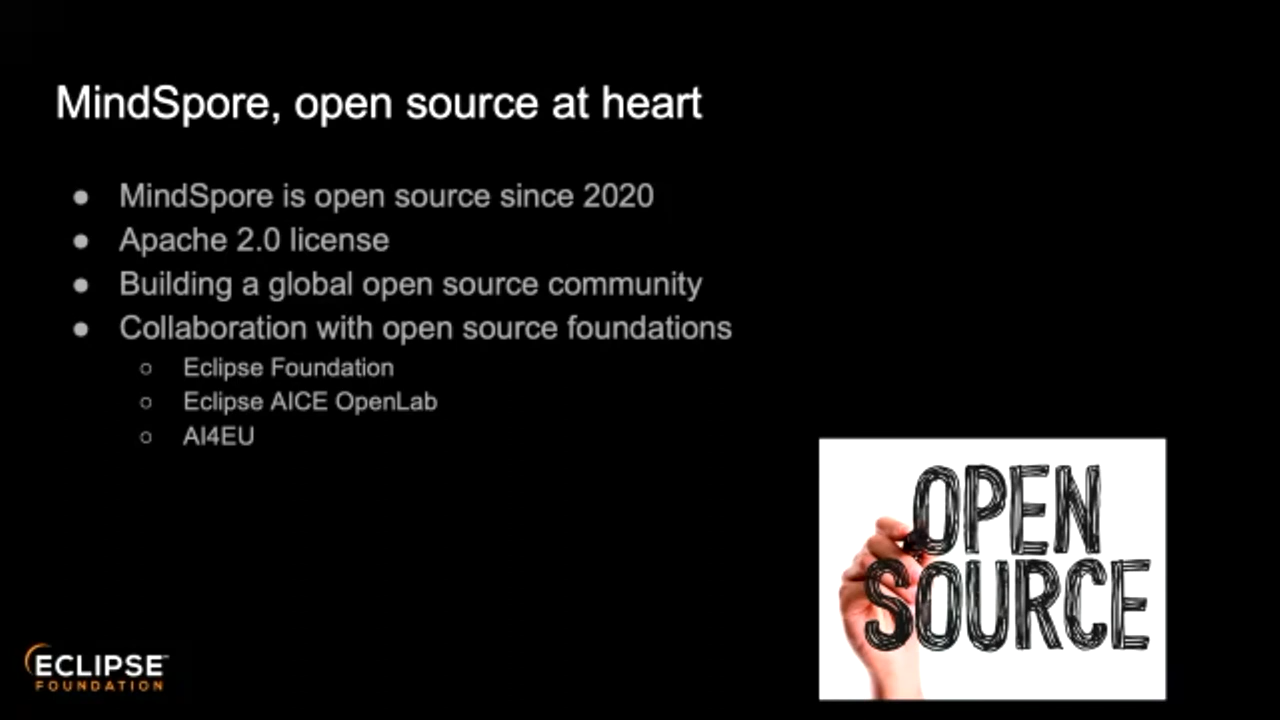 MindSpore, open source at heart
● MindSpore is open source since 2020
● Apache 2.0 license
● Building a global open source community
● Collaboration with open source foundations
○ Eclipse Foundation
○ Eclipse AICE OpenLab
○ AI4EU
OPEN
SOURCE
ECLIPSE™
FOUNDATION